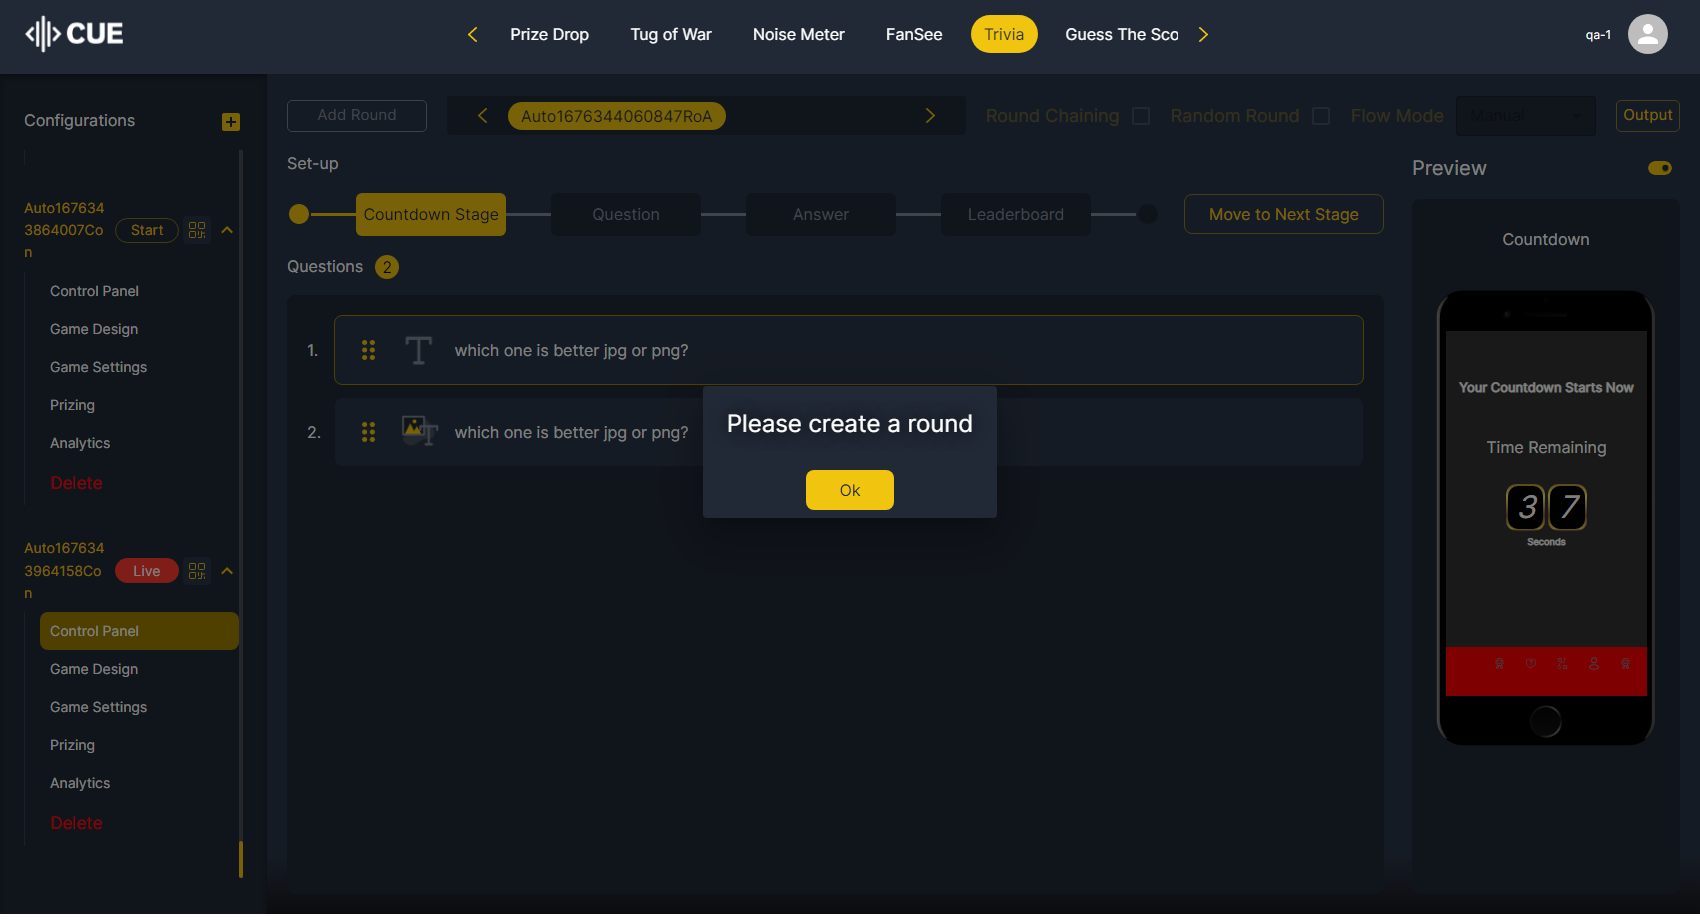 CUE
Prize Drop
Tug of War
Noise Meter
FanSee
Trivia
Guess The Sco
qa-1
Configurations
Add Round
Auto1676344060847RoA
Round Chaining
Random Round
Flow Mode
Manual
Output
Set-up
Countdown Stage
Question
Answer
Leaderboard
Move to Next Stage
Preview
Questions 2
1. which one is better jpg or png?
2. which one is better jpg or png?
Please create a round
Ok
Countdown
Your Countdown Starts Now
Time Remaining
3 7
Seconds
Auto167634
3864007Co
n
Start
Control Panel
Game Design
Game Settings
Prizing
Analytics
Delete
Auto167634
3964158Co
n
Live
Control Panel
Game Design
Game Settings
Prizing
Analytics
Delete